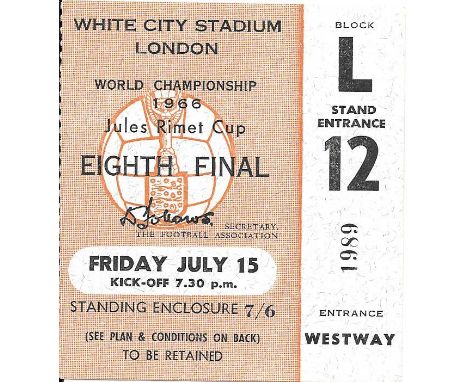 WHITE CITY STADIUM
LONDON
WORLD CHAMPIONSHIP
1966
Jules Rimet Cup
EIGHTH FINAL
SECRETARY,
THE FOOTBALL ASSOCIATION
FRIDAY JULY 15
KICK-OFF 7.30 p.m.
STANDING ENCLOSURE 7/6
(SEE PLAN & CONDITIONS ON BACK)
TO BE RETAINED
BLOCK
L
STAND
ENTRANCE
12
1989
ENTRANCE
WESTWAY